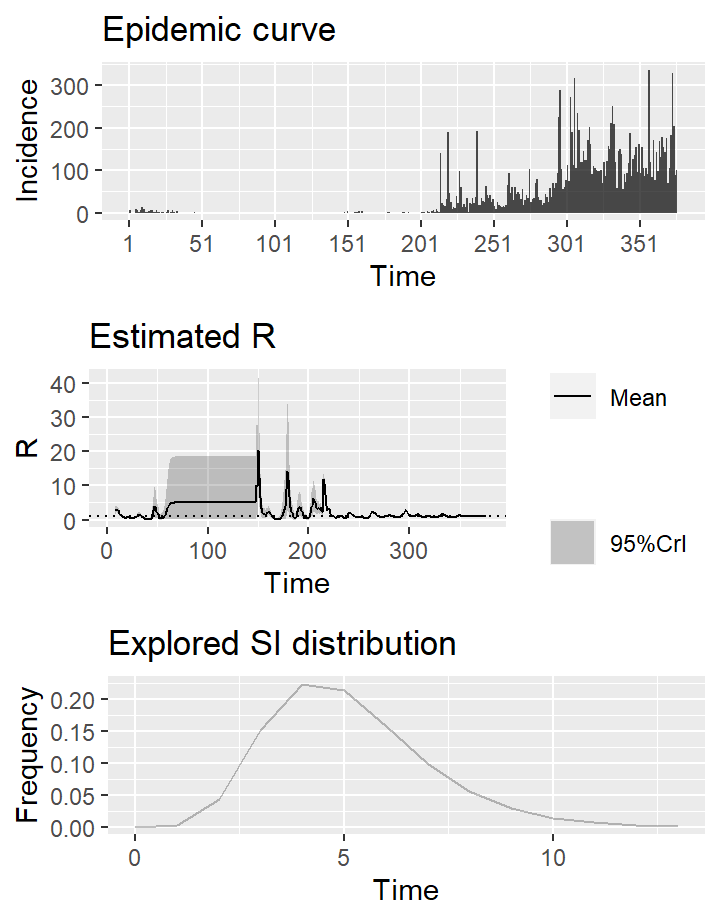 Epidemic curve
Incidence
300
200
100
0
1 51 101 151 201 251 301 351
Time
Estimated R
R
40
30
20
10
0
0 100 200 300
Time
Mean
95%CrI
Explored SI distribution
Frequency
0.20
0.15
0.10
0.05
0.00
0 5 10
Time